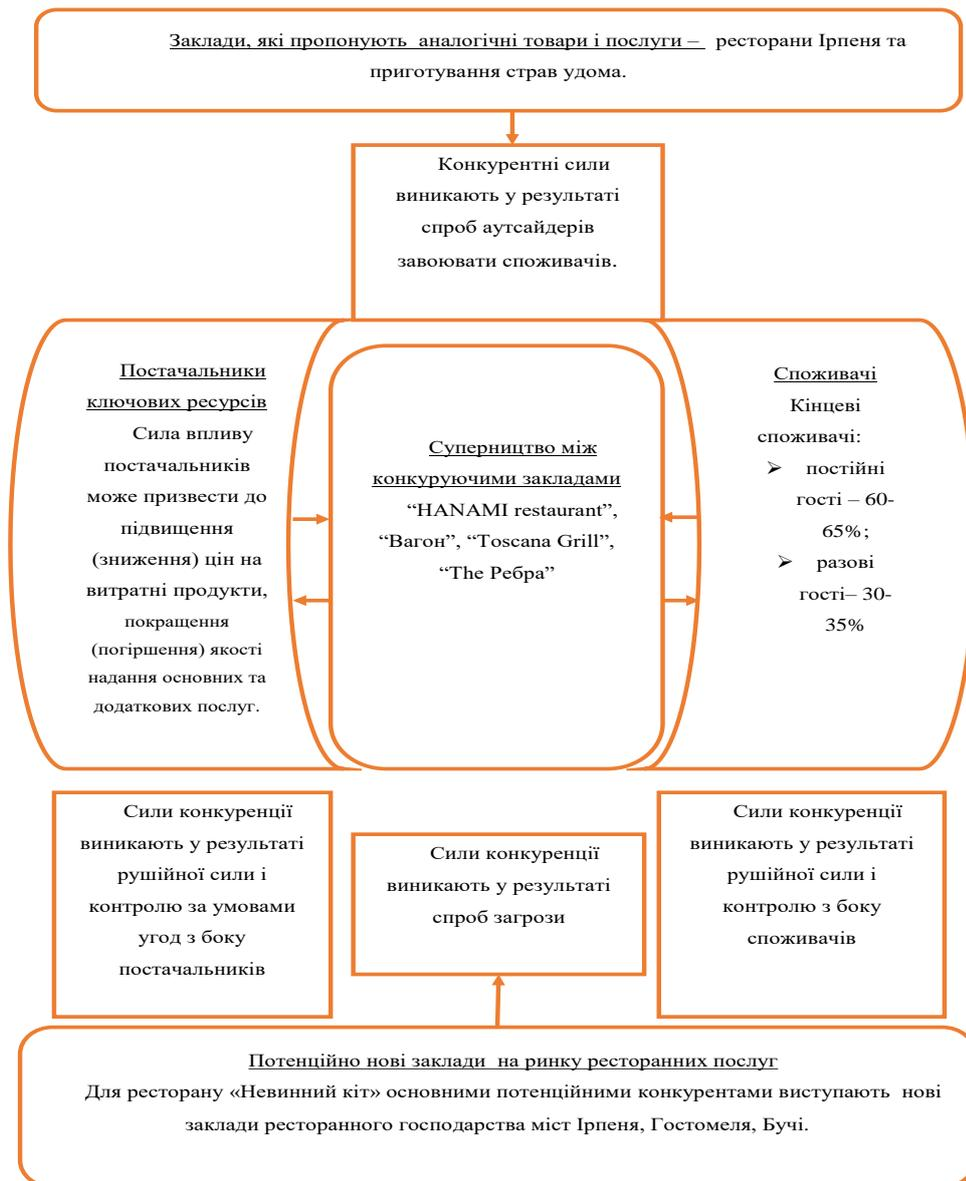 Заклади, які пропонують аналогічні товари і послуги – ресторани Ірпеня та
приготування страв удома.
Конкурентні сили
виникають у результаті
спроб аутсайдерів
завоювати споживачів.
Постачальники
ключових ресурсів
Сила впливу
постачальників
може призвести до
підвищення
(зниження) цін на
витратні продукти,
покращення
(погіршення) якості
надання основних та
додаткових послуг.
Суперництво між
конкуруючими закладами
“HANAMI restaurant”,
“Вагон”, “Toscana Grill”,
“The Ребра”
Споживачі
Кінцеві
споживачі:
➢ постійні
гості – 60-
65%;
➢ разові
гості– 30-
35%
Сили конкуренції
виникають у результаті
рушійної сили і
контролю за умовами
угод з боку
постачальників
Сили конкуренції
виникають у результаті
спроб загрози
Сили конкуренції
виникають у результаті
рушійної сили і
контролю з боку
споживачів
Потенційно нові заклади на ринку ресторанних послуг
Для ресторану «Невинний кіт» основними потенційними конкурентами виступають нові
заклади ресторанного господарства міст Ірпеня, Гостомеля, Бучі.